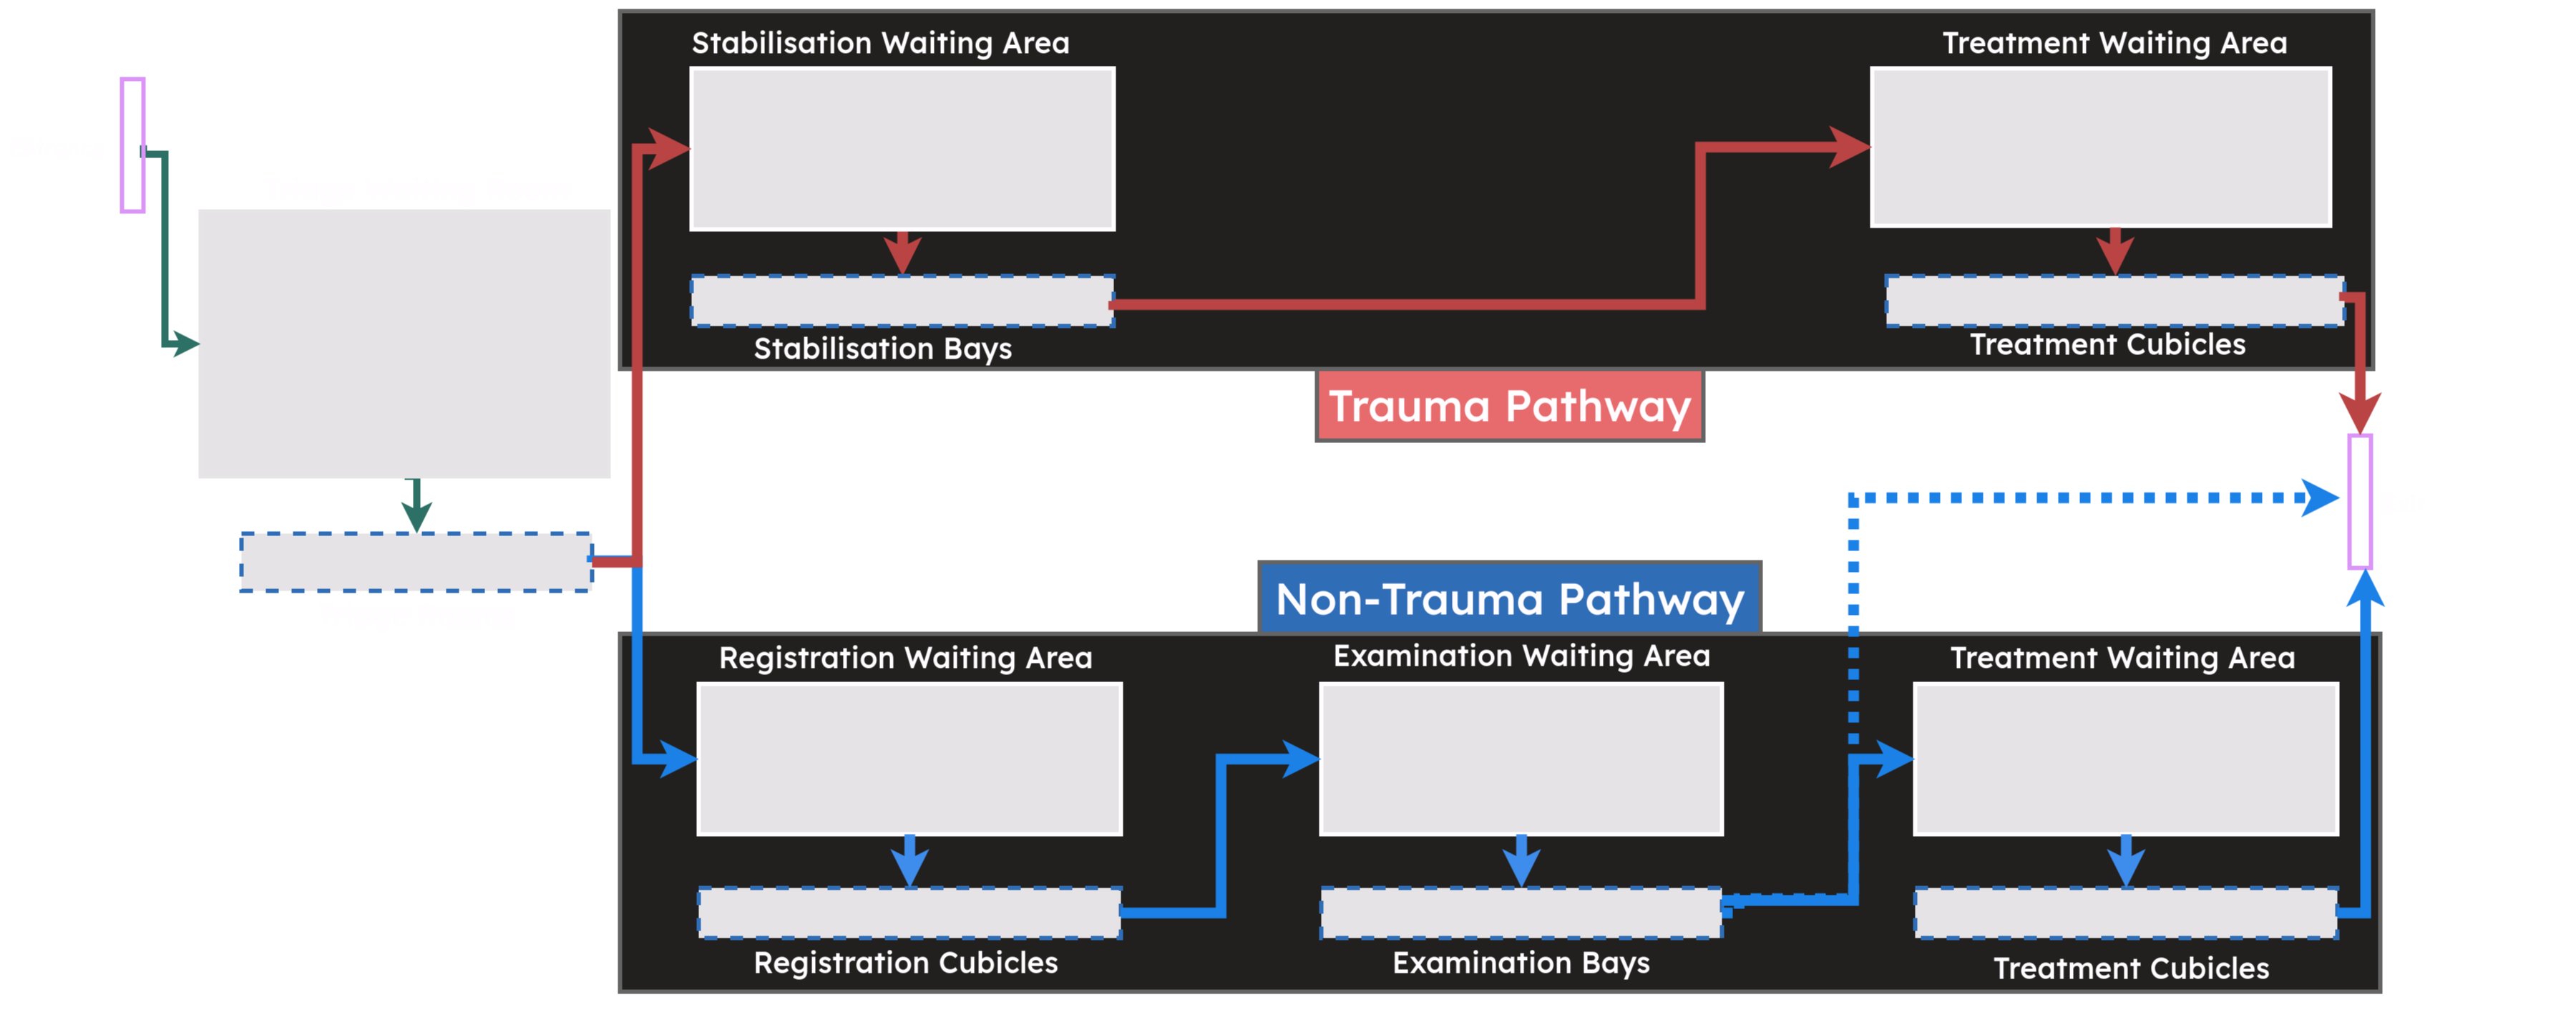 Stabilisation Waiting Area
Treatment Waiting Area
Stabilisation Bays
Treatment Cubicles
Trauma Pathway
Non-Trauma Pathway
Registration Waiting Area
Examination Waiting Area
Treatment Waiting Area
Registration Cubicles
Examination Bays
Treatment Cubicles